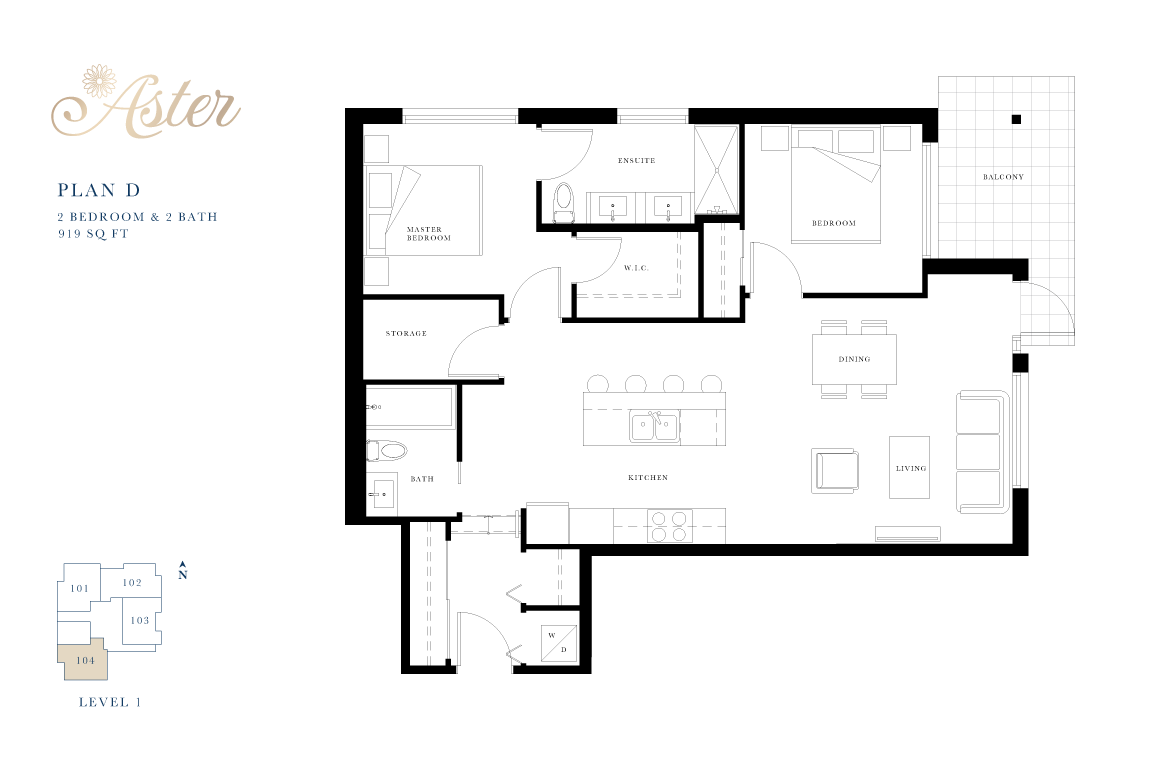 Aster
PLAN D
2 BEDROOM & 2 BATH
919 SQ FT
ENSUITE
BALCONY
MASTER
BEDROOM
BEDROOM
W.I.C.
STORAGE
DINING
LIVING
KITCHEN
BATH
W
D
N
101
102
103
104
LEVEL 1